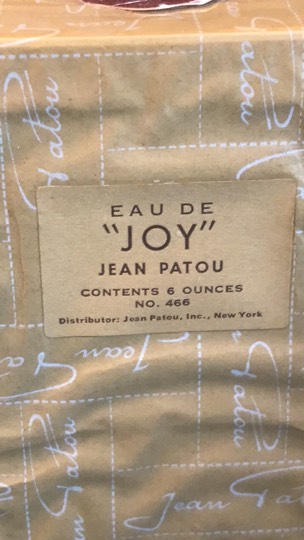 Patou
Patou
EAU DE
"JOY"
JEAN PATOU
CONTENTS 6 OUNCES
NO. 466
Distributor: Jean Patou, Inc., New York
Jean
Patou
Patou
Jean